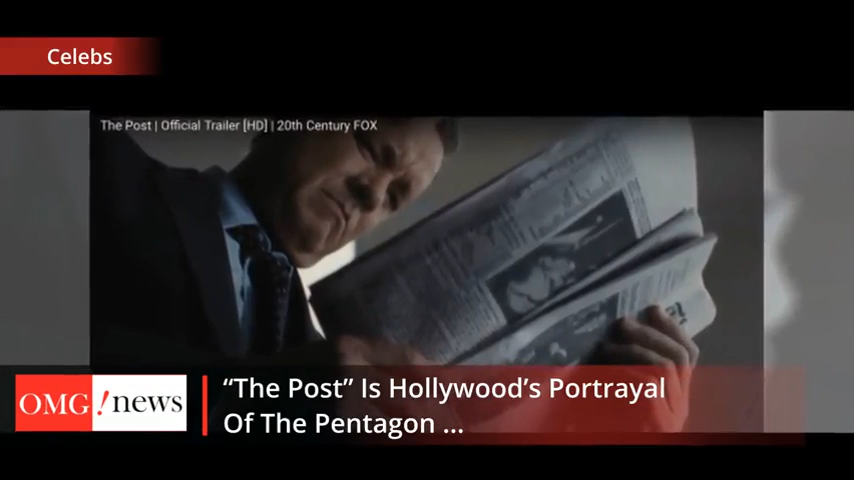 Celebs
The Post | Official Trailer [HD] | 20th Century FOX
“The Post” Is Hollywood’s Portrayal
OMG!news
Of The Pentagon ...